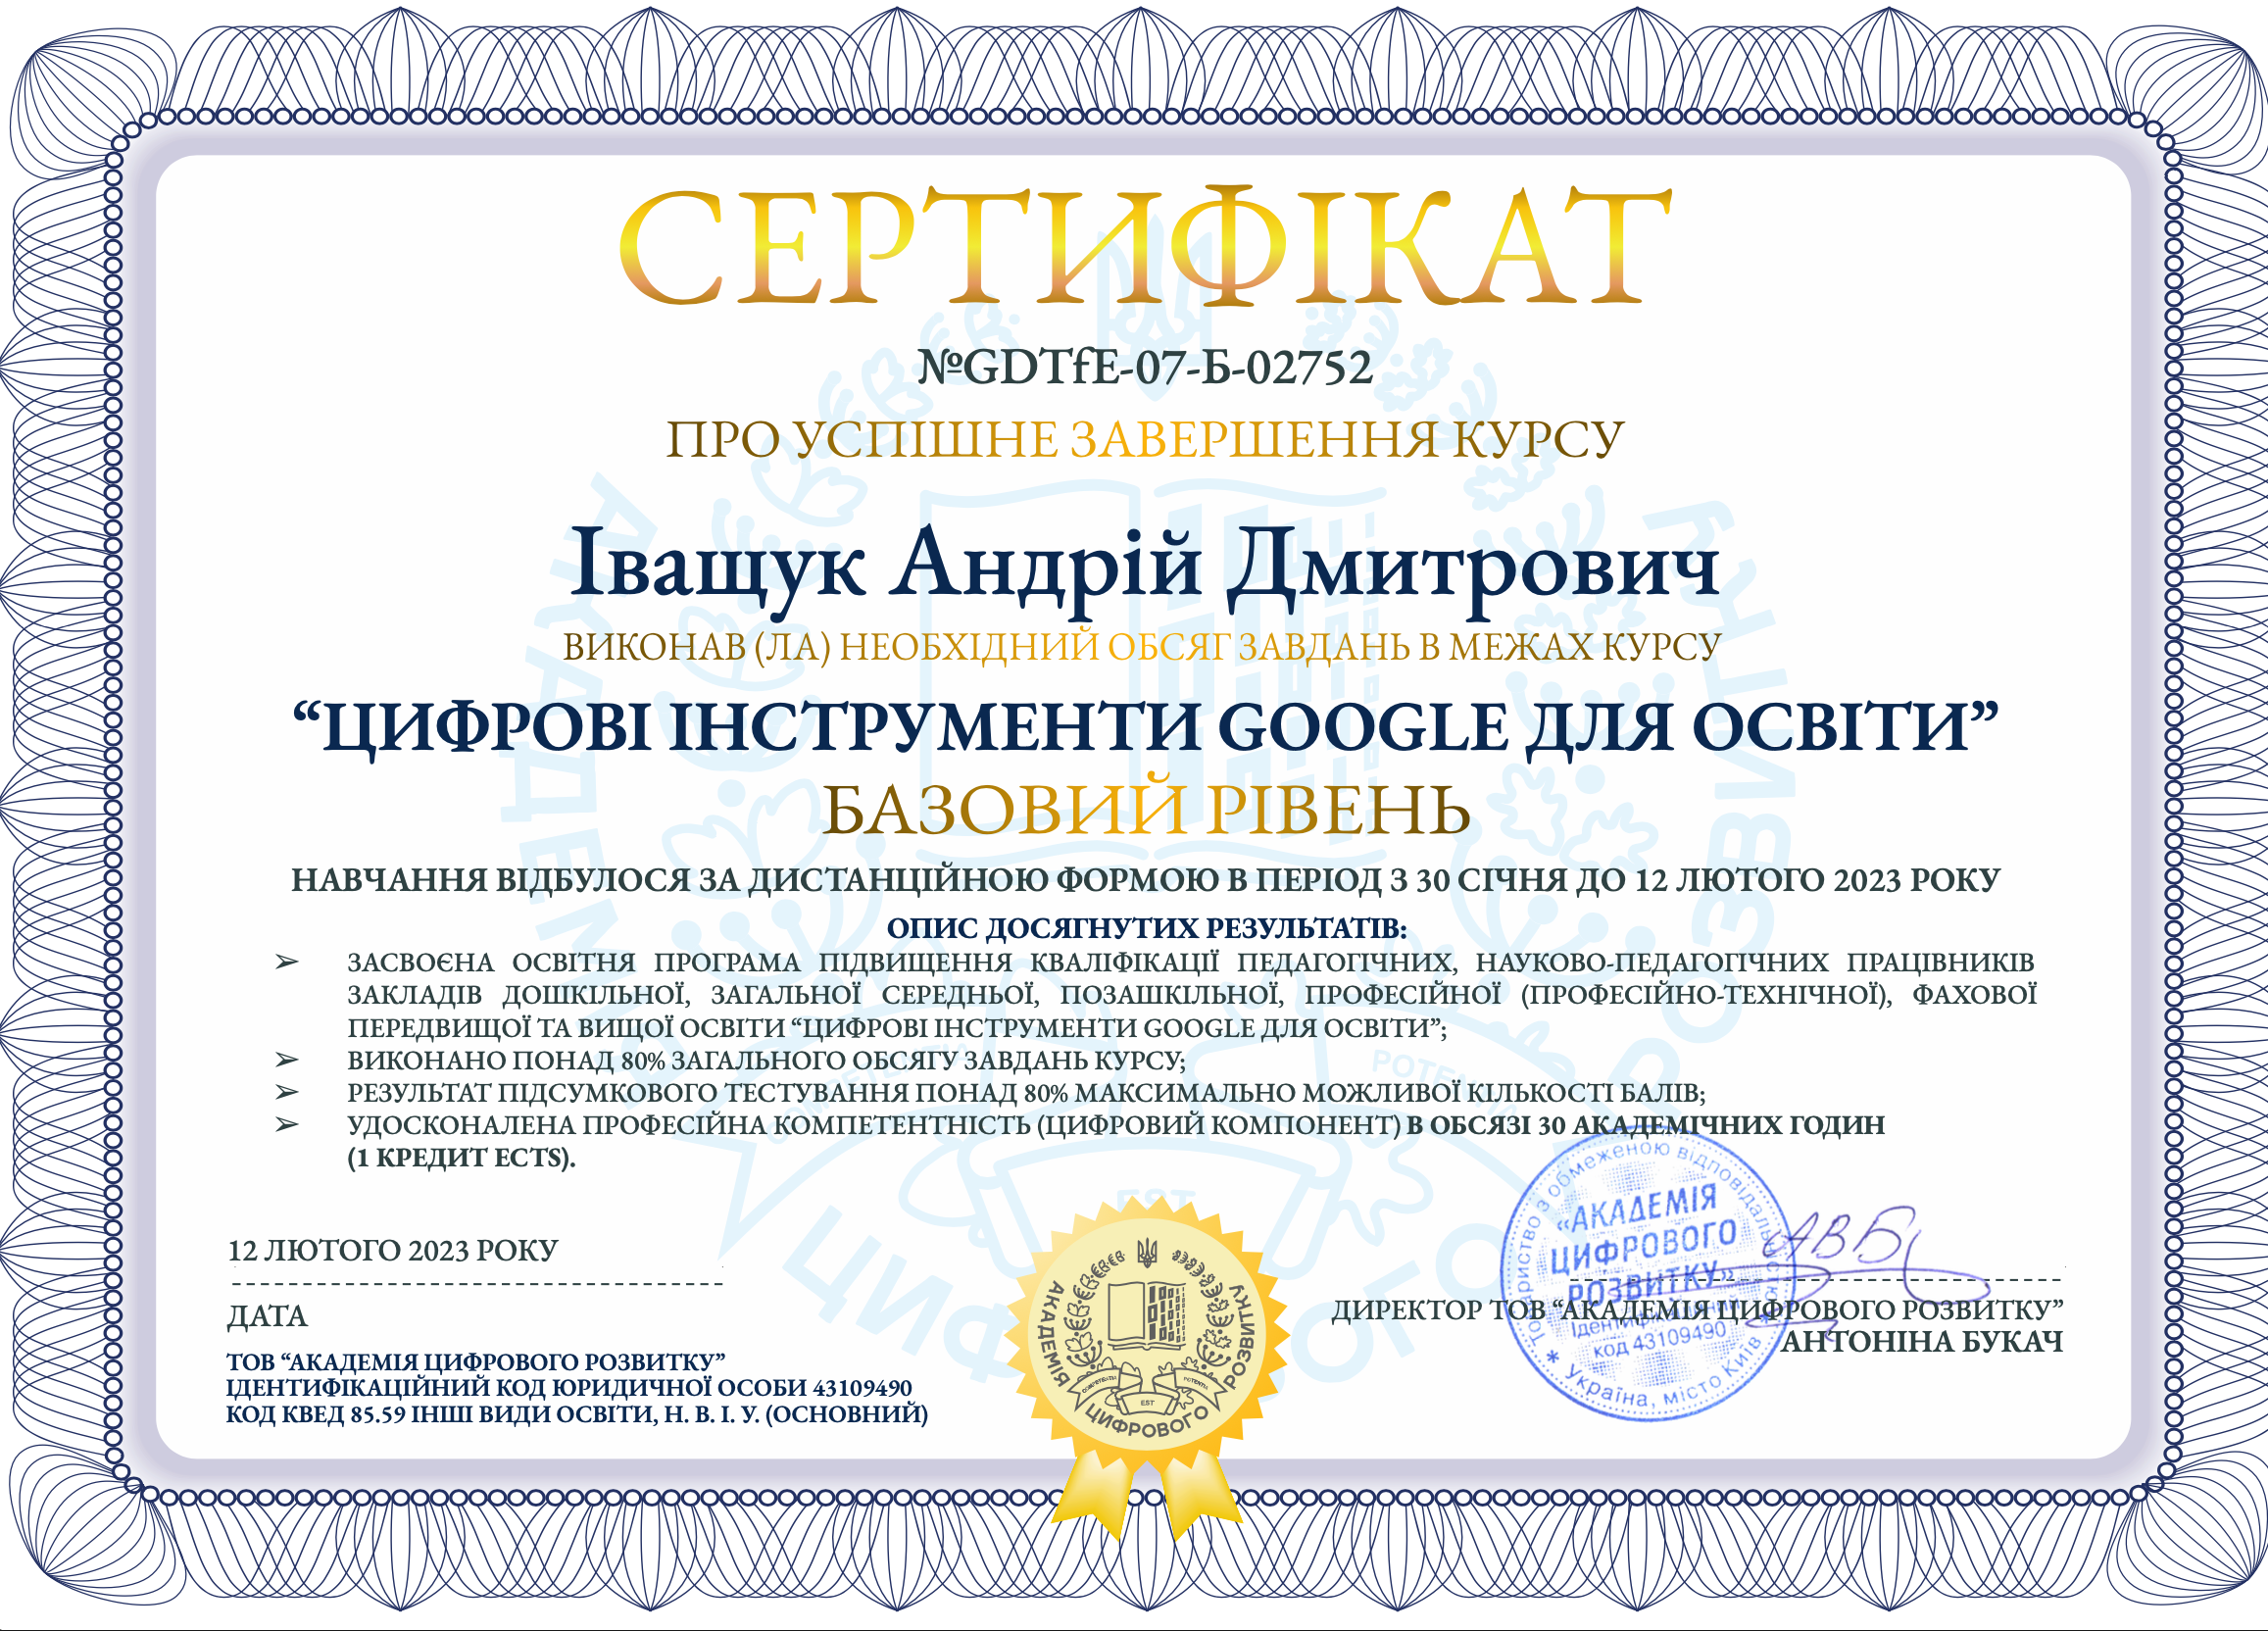 СЕРТИФІКАТ
№GDTfE-07-Б-02752
ПРО УСПІШНЕ ЗАВЕРШЕННЯ КУРСУ
Іващук Андрій Дмитрович
ВИКОНАВ (ЛА) НЕОБХІДНИЙ ОБСЯГ ЗАВДАНЬ В МЕЖАХ КУРСУ
“ЦИФРОВІ ІНСТРУМЕНТИ GOOGLE ДЛЯ ОСВІТИ”
БАЗОВИЙ РІВЕНЬ
НАВЧАННЯ ВІДБУЛОСЯ ЗА ДИСТАНЦІЙНОЮ ФОРМОЮ В ПЕРІОД З 30 СІЧНЯ ДО 12 ЛЮТОГО 2023 РОКУ
ОПИС ДОСЯГНУТИХ РЕЗУЛЬТАТІВ:
➢ ЗАСВОЄНА ОСВІТНЯ ПРОГРАМА ПІДВИЩЕННЯ КВАЛІФІКАЦІЇ ПЕДАГОГІЧНИХ, НАУКОВО-ПЕДАГОГІЧНИХ ПРАЦІВНИКІВ
ЗАКЛАДІВ ДОШКІЛЬНОЇ, ЗАГАЛЬНОЇ СЕРЕДНЬОЇ, ПОЗАШКІЛЬНОЇ, ПРОФЕСІЙНОЇ (ПРОФЕСІЙНО-ТЕХНІЧНОЇ), ФАХОВОЇ
ПЕРЕДВИЩОЇ ТА ВИЩОЇ ОСВІТИ “ЦИФРОВІ ІНСТРУМЕНТИ GOOGLE ДЛЯ ОСВІТИ”;
➢ ВИКОНАНО ПОНАД 80% ЗАГАЛЬНОГО ОБСЯГУ ЗАВДАНЬ КУРСУ;
➢ РЕЗУЛЬТАТ ПІДСУМКОВОГО ТЕСТУВАННЯ ПОНАД 80% МАКСИМАЛЬНО МОЖЛИВОЇ КІЛЬКОСТІ БАЛІВ;
➢ УДОСКОНАЛЕНА ПРОФЕСІЙНА КОМПЕТЕНТНІСТЬ (ЦИФРОВИЙ КОМПОНЕНТ) В ОБСЯЗІ 30 АКАДЕМІЧНИХ ГОДИН
(1 КРЕДИТ ECTS).
12 ЛЮТОГО 2023 РОКУ
ДАТА
ТОВ “АКАДЕМІЯ ЦИФРОВОГО РОЗВИТКУ”
ІДЕНТИФІКАЦІЙНИЙ КОД ЮРИДИЧНОЇ ОСОБИ 43109490
КОД КВЕД 85.59 ІНШІ ВИДИ ОСВІТИ, Н. В. І. У. (ОСНОВНИЙ)
АКАДЕМІЯ ЦИФРОВОГО РОЗВИТКУ
EST
Товариство з обмеженою відповідальністю
«АКАДЕМІЯ
ЦИФРОВОГО
РОЗВИТКУ»
Ідентифікаційний
код 43109490
Україна, місто Київ
ДИРЕКТОР ТОВ “АКАДЕМІЯ ЦИФРОВОГО РОЗВИТКУ”
АНТОНІНА БУКАЧ